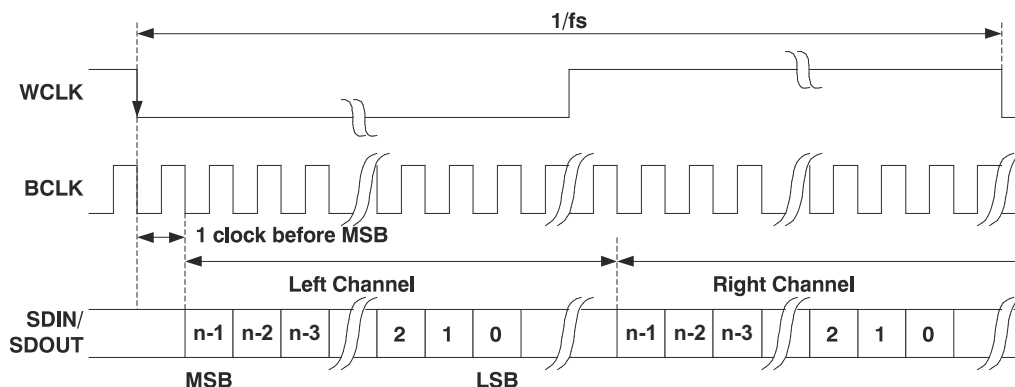 1/fs
WCLK
BCLK
1 clock before MSB
Left Channel
Right Channel
SDIN/
SDOUT
n-1 n-2 n-3 2 1 0 n-1 n-2 n-3 2 1 0
MSB LSB